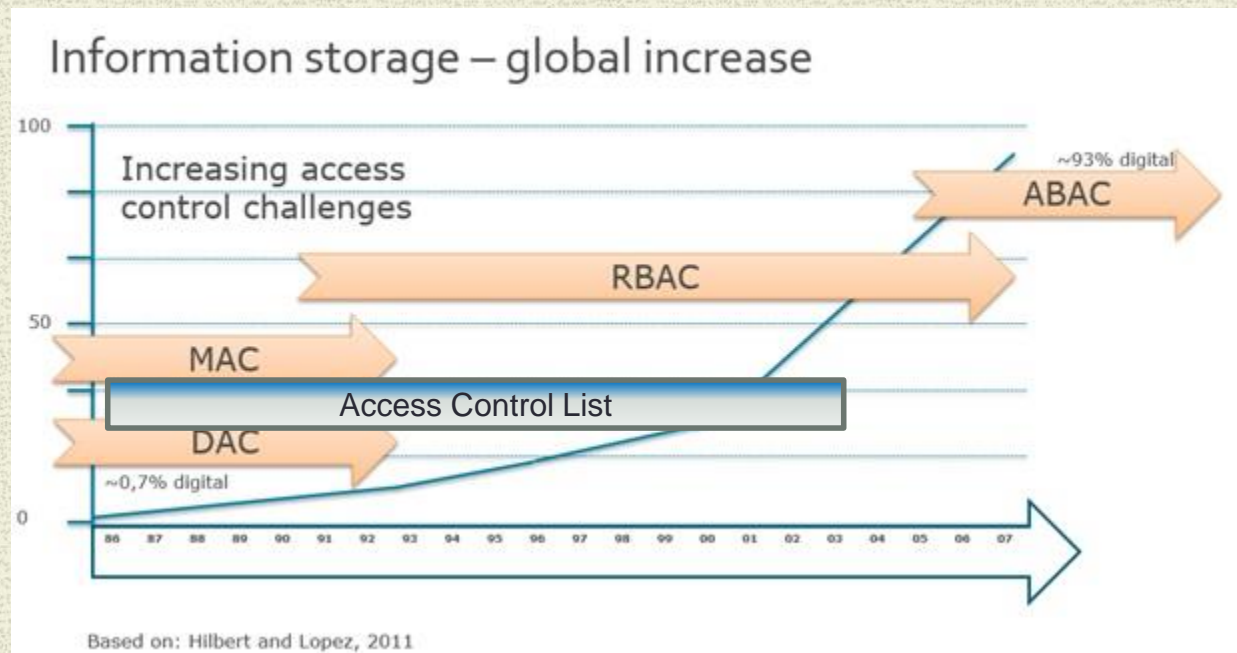 Information storage – global increase
100
Increasing access
control challenges
~93% digital
ABAC
RBAC
50
MAC
Access Control List
DAC
~0,7% digital
0
86 87 88 89 90 91 92 93 94 95 96 97 98 99 00 01 02 03 04 05 06 07
Based on: Hilbert and Lopez, 2011